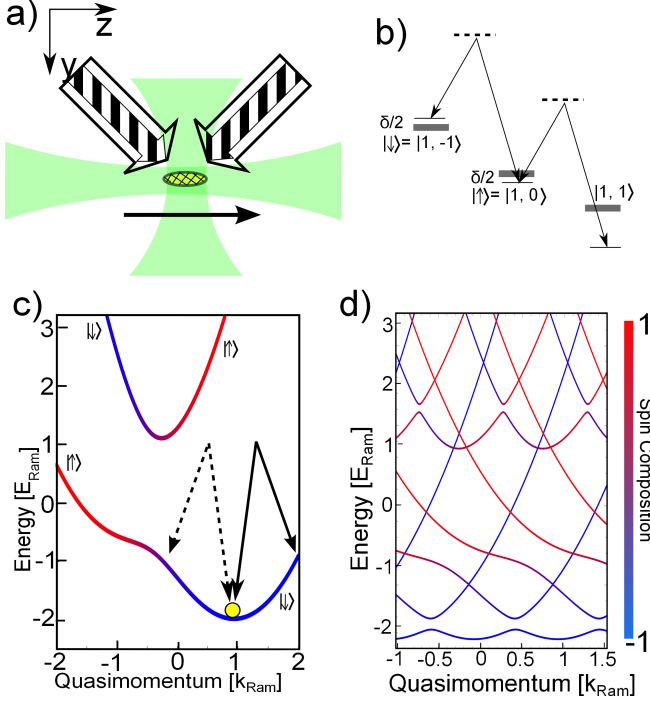 a)
z
y
b)
δ/2
|↓⟩= |1, -1⟩
δ/2
|↑⟩= |1, 0⟩
|1, 1⟩
c)
3
2
1
0
-1
-2
Energy [E_Ram]
|↓⟩
|↑⟩
|↑⟩
|↓⟩
-2
-1
0
1
2
Quasimomentum [k_Ram]
d)
3
2
1
0
-1
-2
Energy [E_Ram]
-1
-0.5
0
0.5
1
1.5
Quasimomentum [k_Ram]
1
Spin Composition
-1